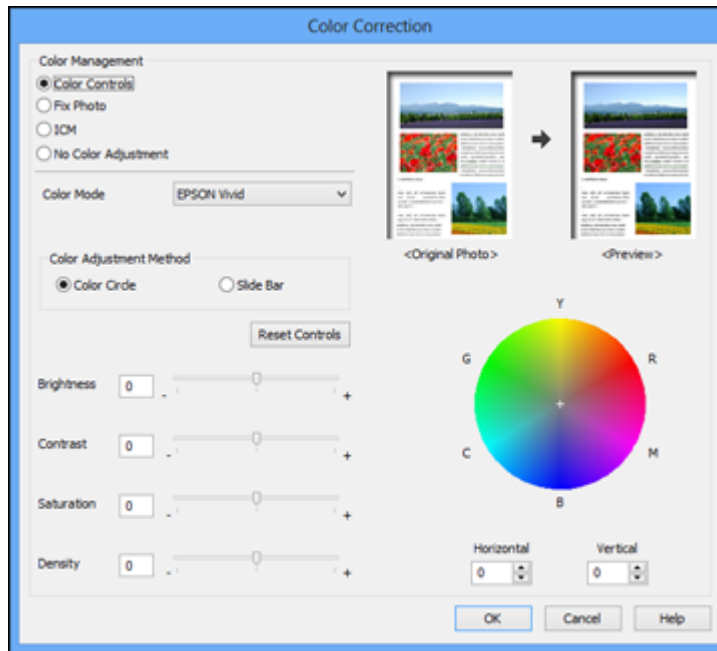 Color Correction
Color Management
Color Controls
Fix Photo
ICM
No Color Adjustment
Color Mode
EPSON Vivid
<Original Photo>
<Preview>
Color Adjustment Method
Color Circle
Slide Bar
Reset Controls
Brightness 0 - +
Contrast 0 - +
Saturation 0 - +
Density 0 - +
Y
G R
C M
B
Horizontal Vertical
0 0
OK Cancel Help